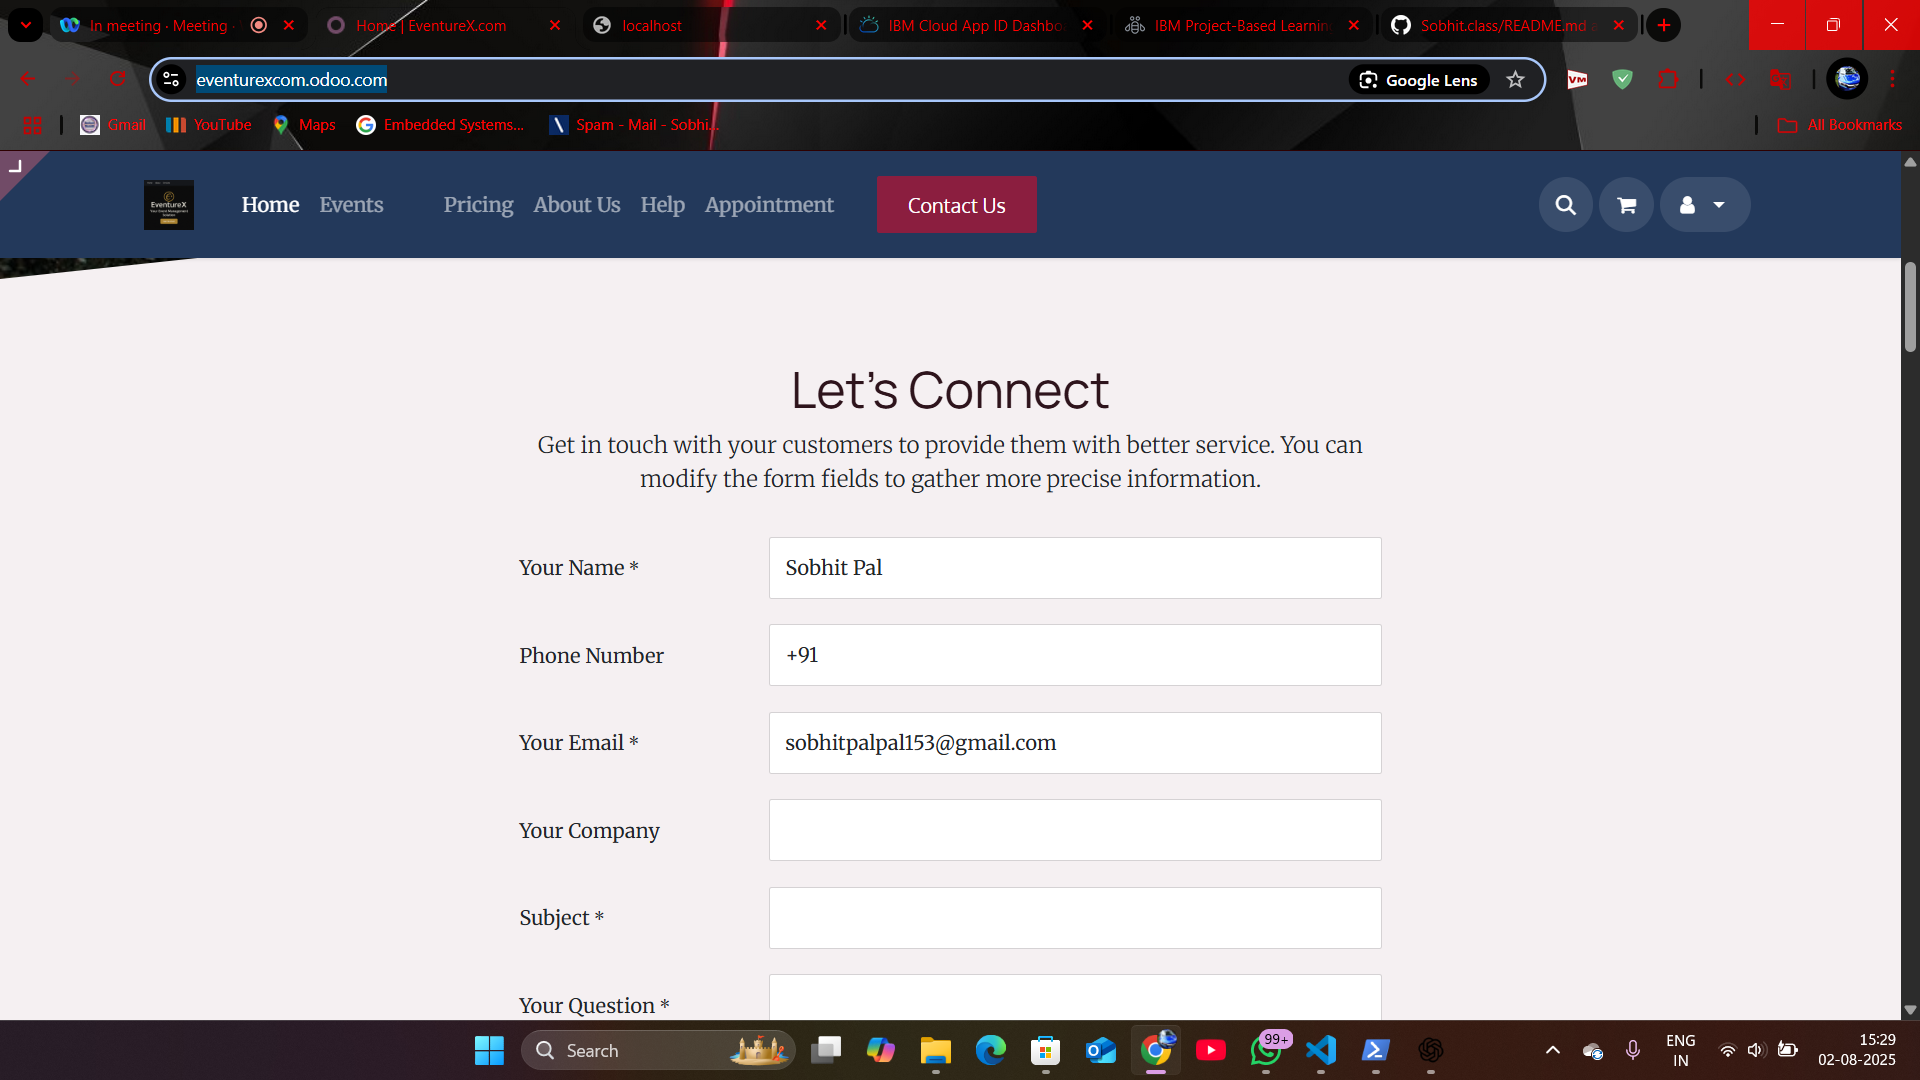 In meeting · Meeting
Home | EventureX.com
localhost
IBM Cloud App ID Dashbo
IBM Project-Based Learnin
Sobhit.class/README.md
eventurexcom.odoo.com
Google Lens
VM
Gmail
YouTube
Maps
Embedded Systems...
Spam - Mail - Sobhi...
All Bookmarks
EventureX
Home
Events
Pricing
About Us
Help
Appointment
Contact Us
Let's Connect
Get in touch with your customers to provide them with better service. You can
modify the form fields to gather more precise information.
Your Name *
Sobhit Pal
Phone Number
+91
Your Email *
sobhitpalpal153@gmail.com
Your Company
Subject *
Your Question *
Search
99+
ENG
IN
15:29
02-08-2025